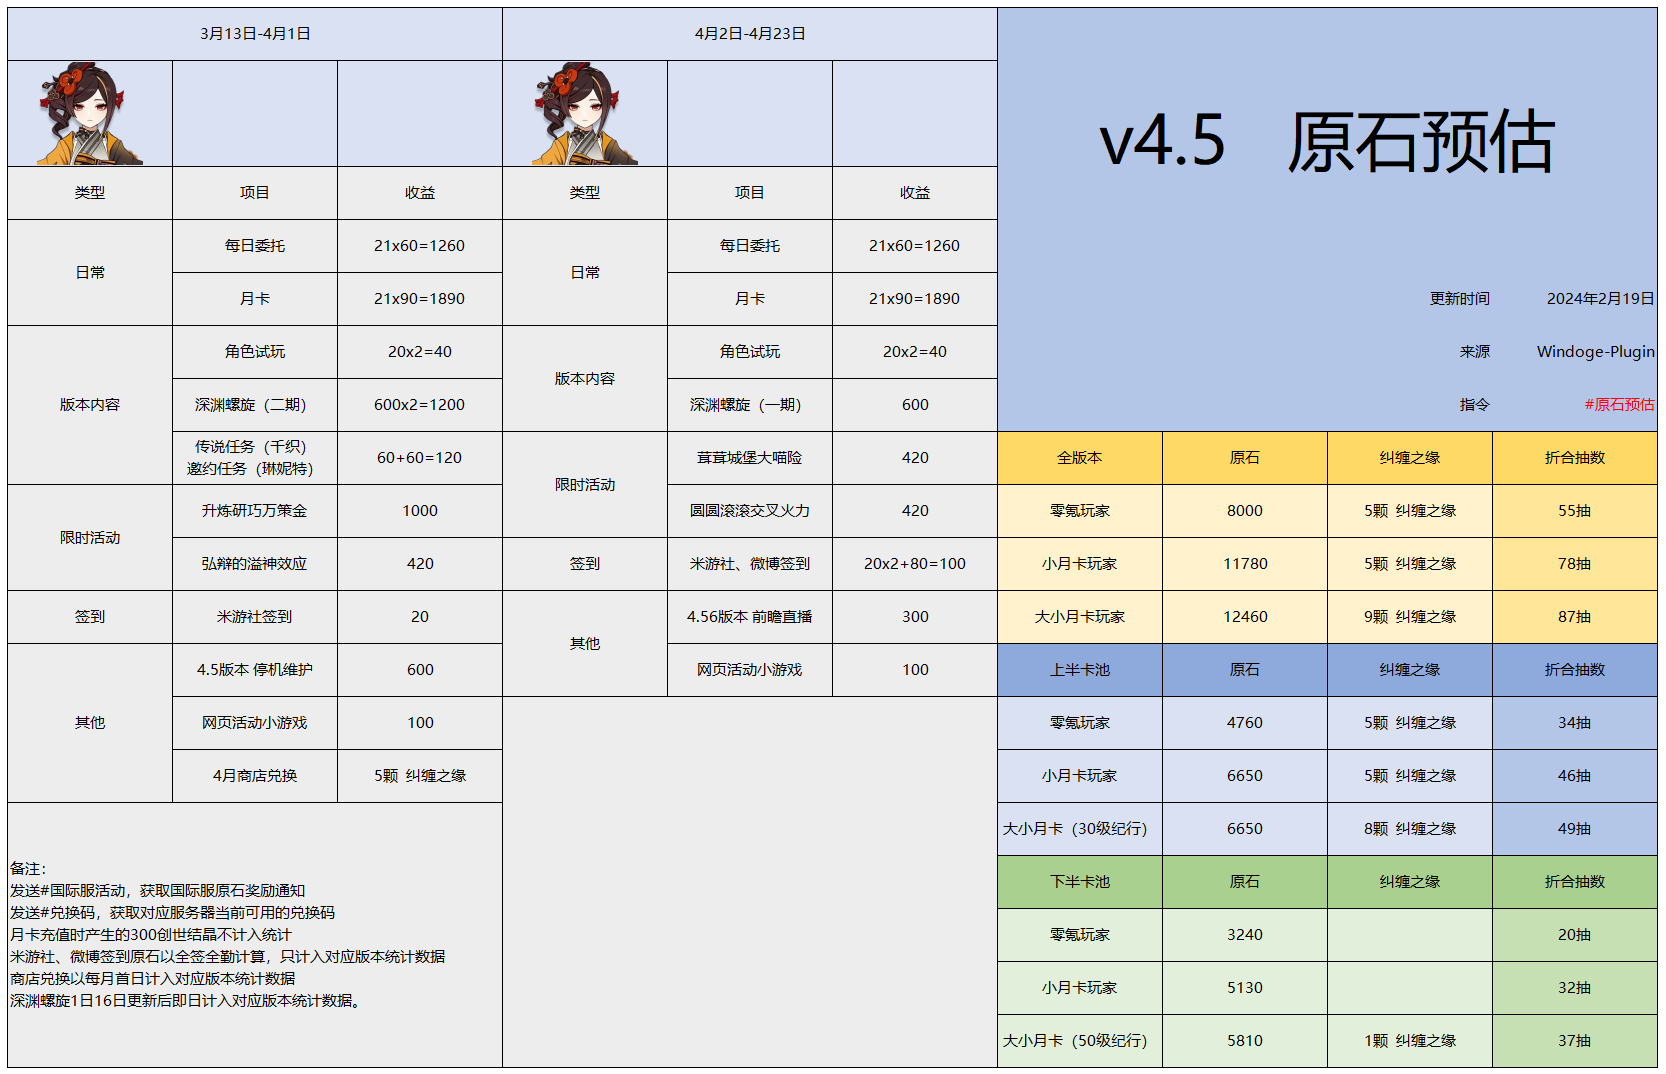 3月13日-4月1日
类型 项目 收益
日常
每日委托 21x60=1260
月卡 21x90=1890
版本内容
角色试玩 20x2=40
深渊螺旋（二期） 600x2=1200
传说任务（千织）
邀约任务（琳妮特） 60+60=120
限时活动
升炼研巧万策金 1000
弘辩的溢神效应 420
签到 米游社签到 20
其他
4.5版本 停机维护 600
网页活动小游戏 100
4月商店兑换 5颗 纠缠之缘
备注：
发送#国际服活动，获取国际服原石奖励通知
发送#兑换码，获取对应服务器当前可用的兑换码
月卡充值时产生的300创世结晶不计入统计
米游社、微博签到原石以全签全勤计算，只计入对应版本统计数据
商店兑换以每月首日计入对应版本统计数据
深渊螺旋1日16日更新后即日计入对应版本统计数据。
4月2日-4月23日
类型 项目 收益
日常
每日委托 21x60=1260
月卡 21x90=1890
版本内容
角色试玩 20x2=40
深渊螺旋（一期） 600
限时活动
茸茸城堡大喵险 420
圆圆滚滚交叉火力 420
签到 米游社、微博签到 20x2+80=100
其他
4.56版本 前瞻直播 300
网页活动小游戏 100
v4.5 原石预估
更新时间 2024年2月19日
来源 Windoge-Plugin
指令 #原石预估
全版本 原石 纠缠之缘 折合抽数
零氪玩家 8000 5颗 纠缠之缘 55抽
小月卡玩家 11780 5颗 纠缠之缘 78抽
大小月卡玩家 12460 9颗 纠缠之缘 87抽
上半卡池 原石 纠缠之缘 折合抽数
零氪玩家 4760 5颗 纠缠之缘 34抽
小月卡玩家 6650 5颗 纠缠之缘 46抽
大小月卡（30级纪行） 6650 8颗 纠缠之缘 49抽
下半卡池 原石 纠缠之缘 折合抽数
零氪玩家 3240 20抽
小月卡玩家 5130 32抽
大小月卡（50级纪行） 5810 1颗 纠缠之缘 37抽